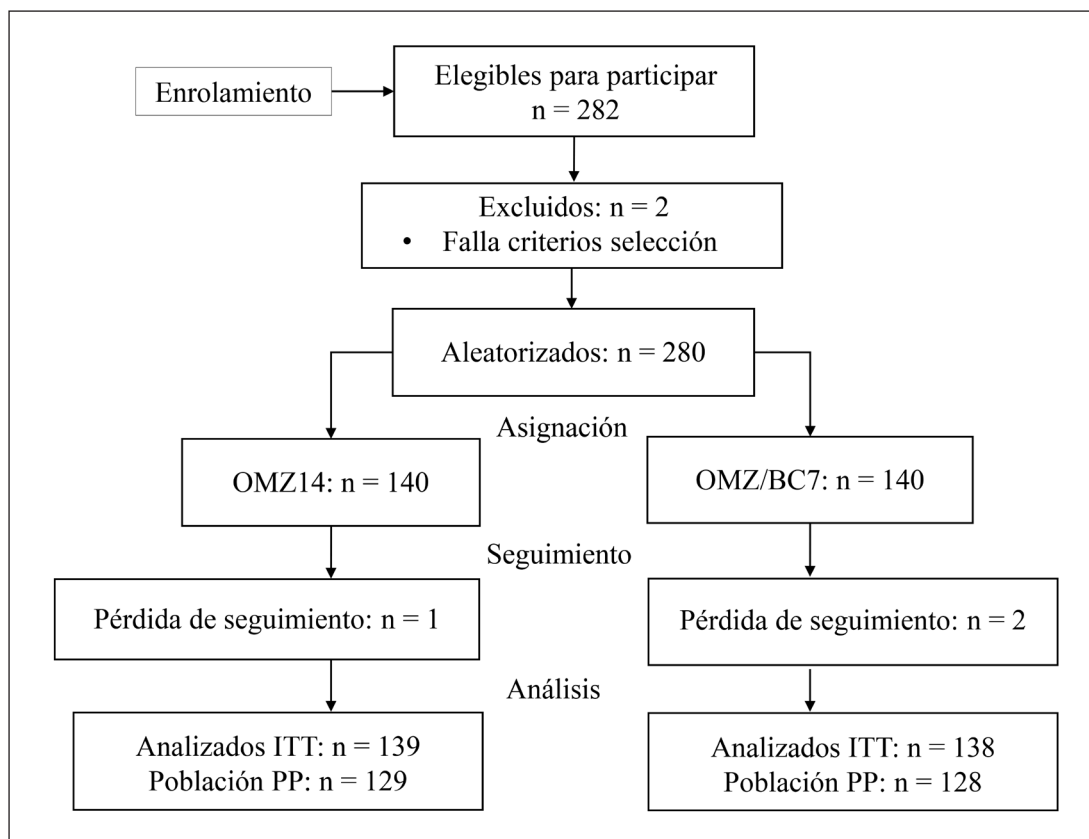 Enrolamiento
Elegibles para participar
n = 282
Excluidos: n = 2
• Falla criterios selección
Aleatorizados: n = 280
Asignación
OMZ14: n = 140
OMZ/BC7: n = 140
Seguimiento
Pérdida de seguimiento: n = 1
Pérdida de seguimiento: n = 2
Análisis
Analizados ITT: n = 139
Población PP: n = 129
Analizados ITT: n = 138
Población PP: n = 128